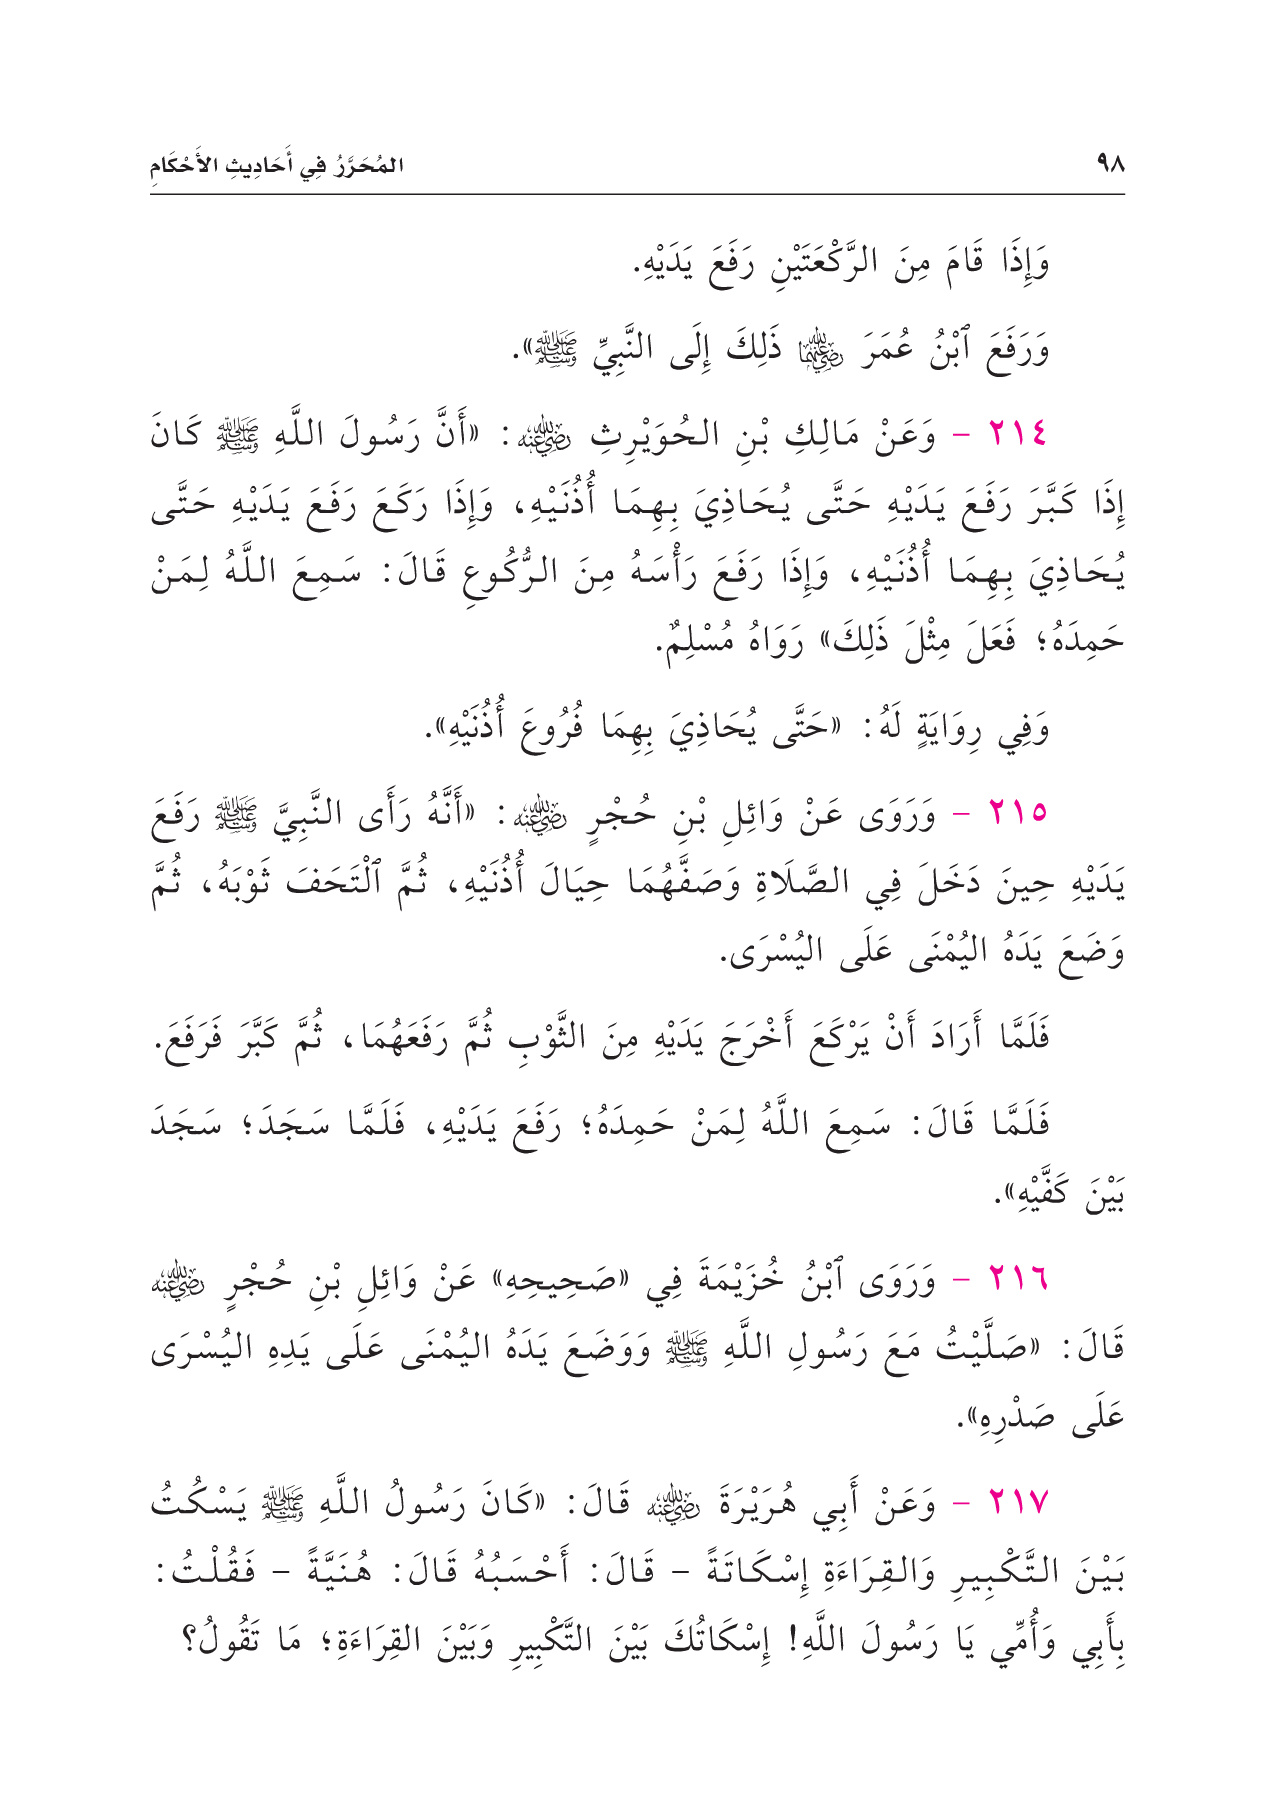 ٩٨
المُحَرَّرُ فِي أَحَادِيثِ الأَحْكَامِ
وَإِذَا قَامَ مِنَ الرَّكْعَتَيْنِ رَفَعَ يَدَيْهِ.
وَرَفَعَ ٱبْنُ عُمَرَ رضي الله عنهما ذَلِكَ إِلَى النَّبِيِّ ﷺ».
٢١٤ - وَعَنْ مَالِكِ بْنِ الحُوَيْرِثِ رضي الله عنه: «أَنَّ رَسُولَ اللَّهِ ﷺ كَانَ
إِذَا كَبَّرَ رَفَعَ يَدَيْهِ حَتَّى يُحَاذِيَ بِهِمَا أُذُنَيْهِ، وَإِذَا رَكَعَ رَفَعَ يَدَيْهِ حَتَّى
يُحَاذِيَ بِهِمَا أُذُنَيْهِ، وَإِذَا رَفَعَ رَأْسَهُ مِنَ الرُّكُوعِ قَالَ: سَمِعَ اللَّهُ لِمَنْ
حَمِدَهُ؛ فَعَلَ مِثْلَ ذَلِكَ» رَوَاهُ مُسْلِمٌ.
وَفِي رِوَايَةٍ لَهُ: «حَتَّى يُحَاذِيَ بِهِمَا فُرُوعَ أُذُنَيْهِ».
٢١٥ - وَرَوَى عَنْ وَائِلِ بْنِ حُجْرٍ رضي الله عنه: «أَنَّهُ رَأَى النَّبِيَّ ﷺ رَفَعَ
يَدَيْهِ حِينَ دَخَلَ فِي الصَّلَاةِ وَصَفَّهُمَا حِيَالَ أُذُنَيْهِ، ثُمَّ ٱلْتَحَفَ ثَوْبَهُ، ثُمَّ
وَضَعَ يَدَهُ اليُمْنَى عَلَى اليُسْرَى.
فَلَمَّا أَرَادَ أَنْ يَرْكَعَ أَخْرَجَ يَدَيْهِ مِنَ الثَّوْبِ ثُمَّ رَفَعَهُمَا، ثُمَّ كَبَّرَ فَرَفَعَ.
فَلَمَّا قَالَ: سَمِعَ اللَّهُ لِمَنْ حَمِدَهُ؛ رَفَعَ يَدَيْهِ، فَلَمَّا سَجَدَ؛ سَجَدَ
بَيْنَ كَفَّيْهِ».
٢١٦ - وَرَوَى ٱبْنُ خُزَيْمَةَ فِي «صَحِيحِهِ» عَنْ وَائِلِ بْنِ حُجْرٍ رضي الله عنه
قَالَ: «صَلَّيْتُ مَعَ رَسُولِ اللَّهِ ﷺ وَوَضَعَ يَدَهُ اليُمْنَى عَلَى يَدِهِ اليُسْرَى
عَلَى صَدْرِهِ».
٢١٧ - وَعَنْ أَبِي هُرَيْرَةَ رضي الله عنه قَالَ: «كَانَ رَسُولُ اللَّهِ ﷺ يَسْكُتُ
بَيْنَ التَّكْبِيرِ وَالقِرَاءَةِ إِسْكَاتَةً - قَالَ: أَحْسَبُهُ قَالَ: هُنَيَّةً - فَقُلْتُ:
بِأَبِي وَأُمِّي يَا رَسُولَ اللَّهِ! إِسْكَاتُكَ بَيْنَ التَّكْبِيرِ وَبَيْنَ القِرَاءَةِ؛ مَا تَقُولُ؟